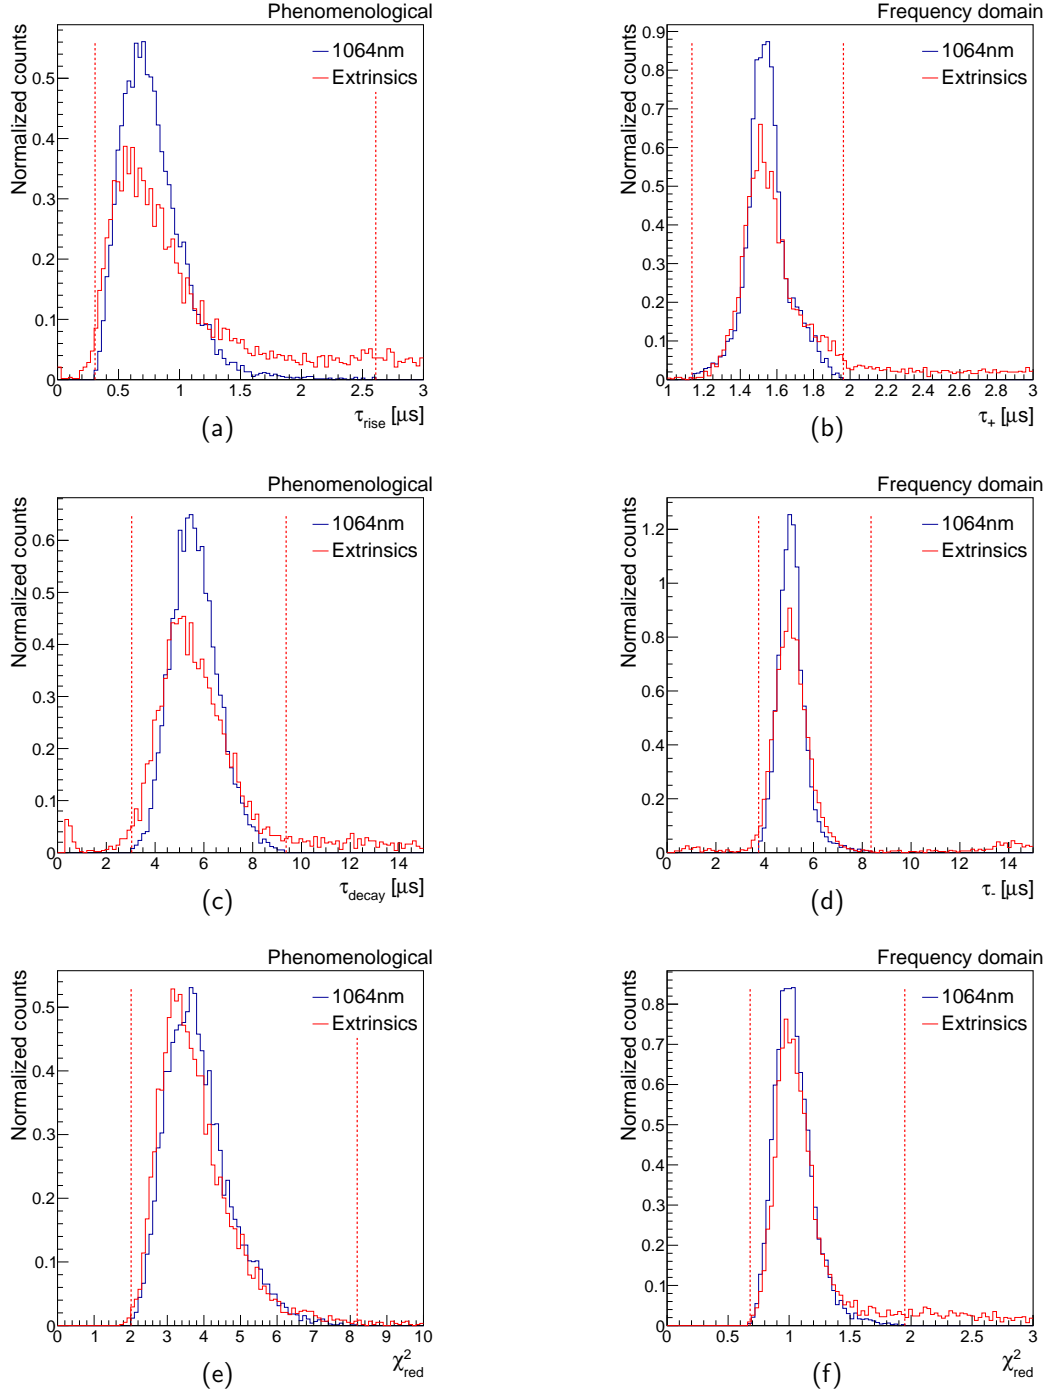 Phenomenological
Normalized counts
1064nm
Extrinsics
0.5
0.4
0.3
0.2
0.1
0
0 0.5 1 1.5 2 2.5 3
τrise [μs]
(a)
Frequency domain
Normalized counts
1064nm
Extrinsics
0.9
0.8
0.7
0.6
0.5
0.4
0.3
0.2
0.1
0
1 1.2 1.4 1.6 1.8 2 2.2 2.4 2.6 2.8 3
τ+ [μs]
(b)
Phenomenological
Normalized counts
1064nm
Extrinsics
0.6
0.5
0.4
0.3
0.2
0.1
0
0 2 4 6 8 10 12 14
τdecay [μs]
(c)
Frequency domain
Normalized counts
1064nm
Extrinsics
1.2
1
0.8
0.6
0.4
0.2
0
0 2 4 6 8 10 12 14
τ- [μs]
(d)
Phenomenological
Normalized counts
1064nm
Extrinsics
0.5
0.4
0.3
0.2
0.1
0
0 1 2 3 4 5 6 7 8 9 10
χ²red
(e)
Frequency domain
Normalized counts
1064nm
Extrinsics
0.8
0.7
0.6
0.5
0.4
0.3
0.2
0.1
0
0 0.5 1 1.5 2 2.5 3
χ²red
(f)